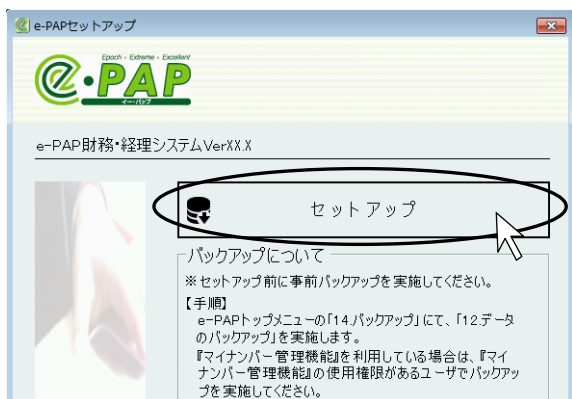 e-PAPセットアップ
Epoch - Extreme - Excellent
e・PAP
イー・パップ
e-PAP財務・経理システムVerXX.X
セットアップ
バックアップについて
※セットアップ前に事前バックアップを実施してください。
【手順】
e-PAPトップメニューの「14.バックアップ」にて、「12.データ
のバックアップ」を実施します。
『マイナンバー管理機能』を利用している場合は、『マイ
ナンバー管理機能』の使用権限があるユーザでバックアッ
プを実施してください。